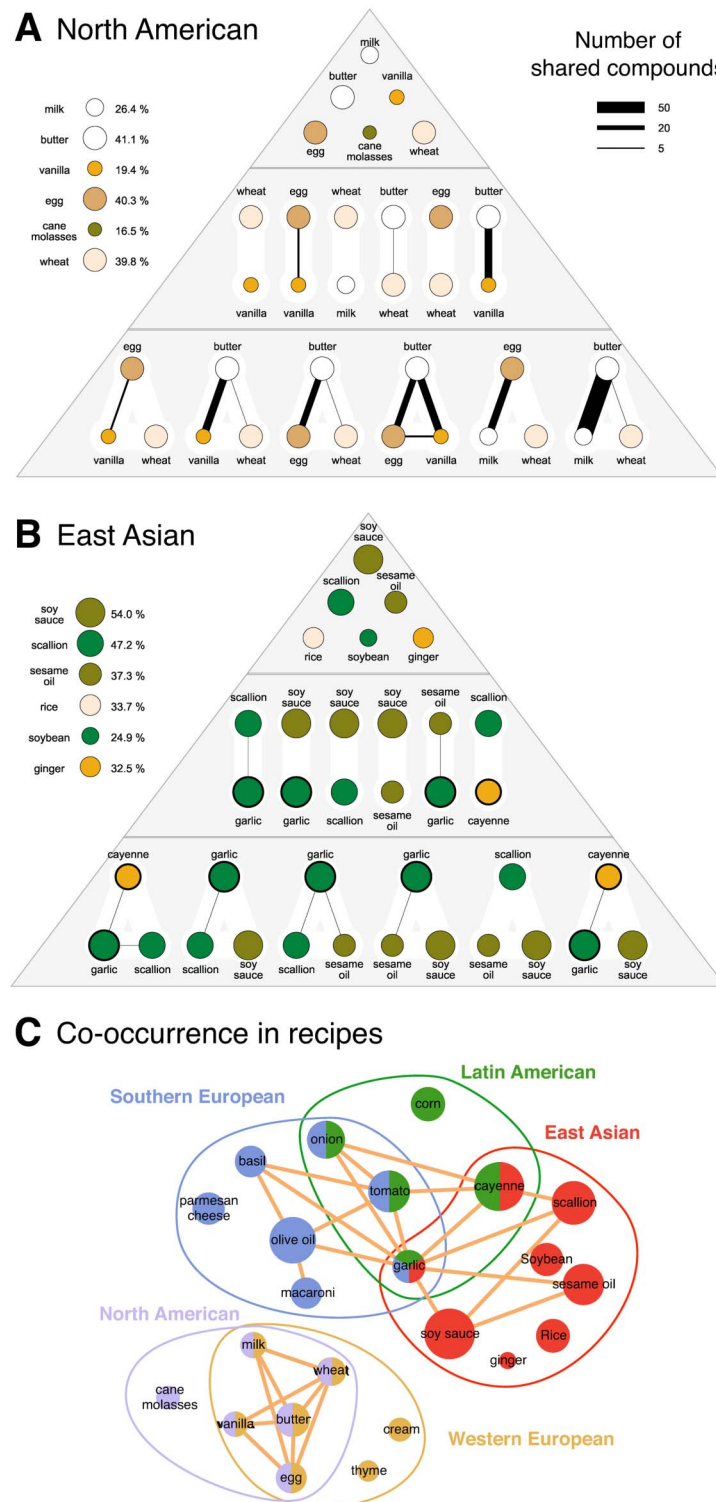 A North American
Number of
shared compounds
50
20
5
milk 26.4 %
butter 41.1 %
vanilla 19.4 %
egg 40.3 %
cane
molasses 16.5 %
wheat 39.8 %
milk
butter vanilla
egg cane
molasses wheat
wheat egg wheat butter egg butter
vanilla vanilla milk wheat wheat vanilla
egg butter butter butter egg butter
vanilla wheat vanilla wheat egg wheat egg vanilla milk wheat milk wheat
B East Asian
soy
sauce 54.0 %
scallion 47.2 %
sesame
oil 37.3 %
rice 33.7 %
soybean 24.9 %
ginger 32.5 %
soy
sauce
scallion sesame
oil
rice soybean ginger
scallion soy
sauce soy
sauce soy
sauce sesame
oil scallion
garlic garlic scallion sesame
oil garlic cayenne
cayenne garlic garlic garlic scallion cayenne
garlic scallion scallion soy
sauce scallion sesame
oil sesame
oil soy
sauce sesame
oil soy
sauce garlic soy
sauce
C Co-occurrence in recipes
Latin American
Southern European
corn
East Asian
onion
basil
tomato
cayenne
scallion
parmesan
cheese
olive oil
garlic
Soybean
sesame oil
macaroni
North American
soy sauce
Rice
milk
ginger
wheat
cane
molasses
vanilla
butter
cream
Western European
egg
thyme